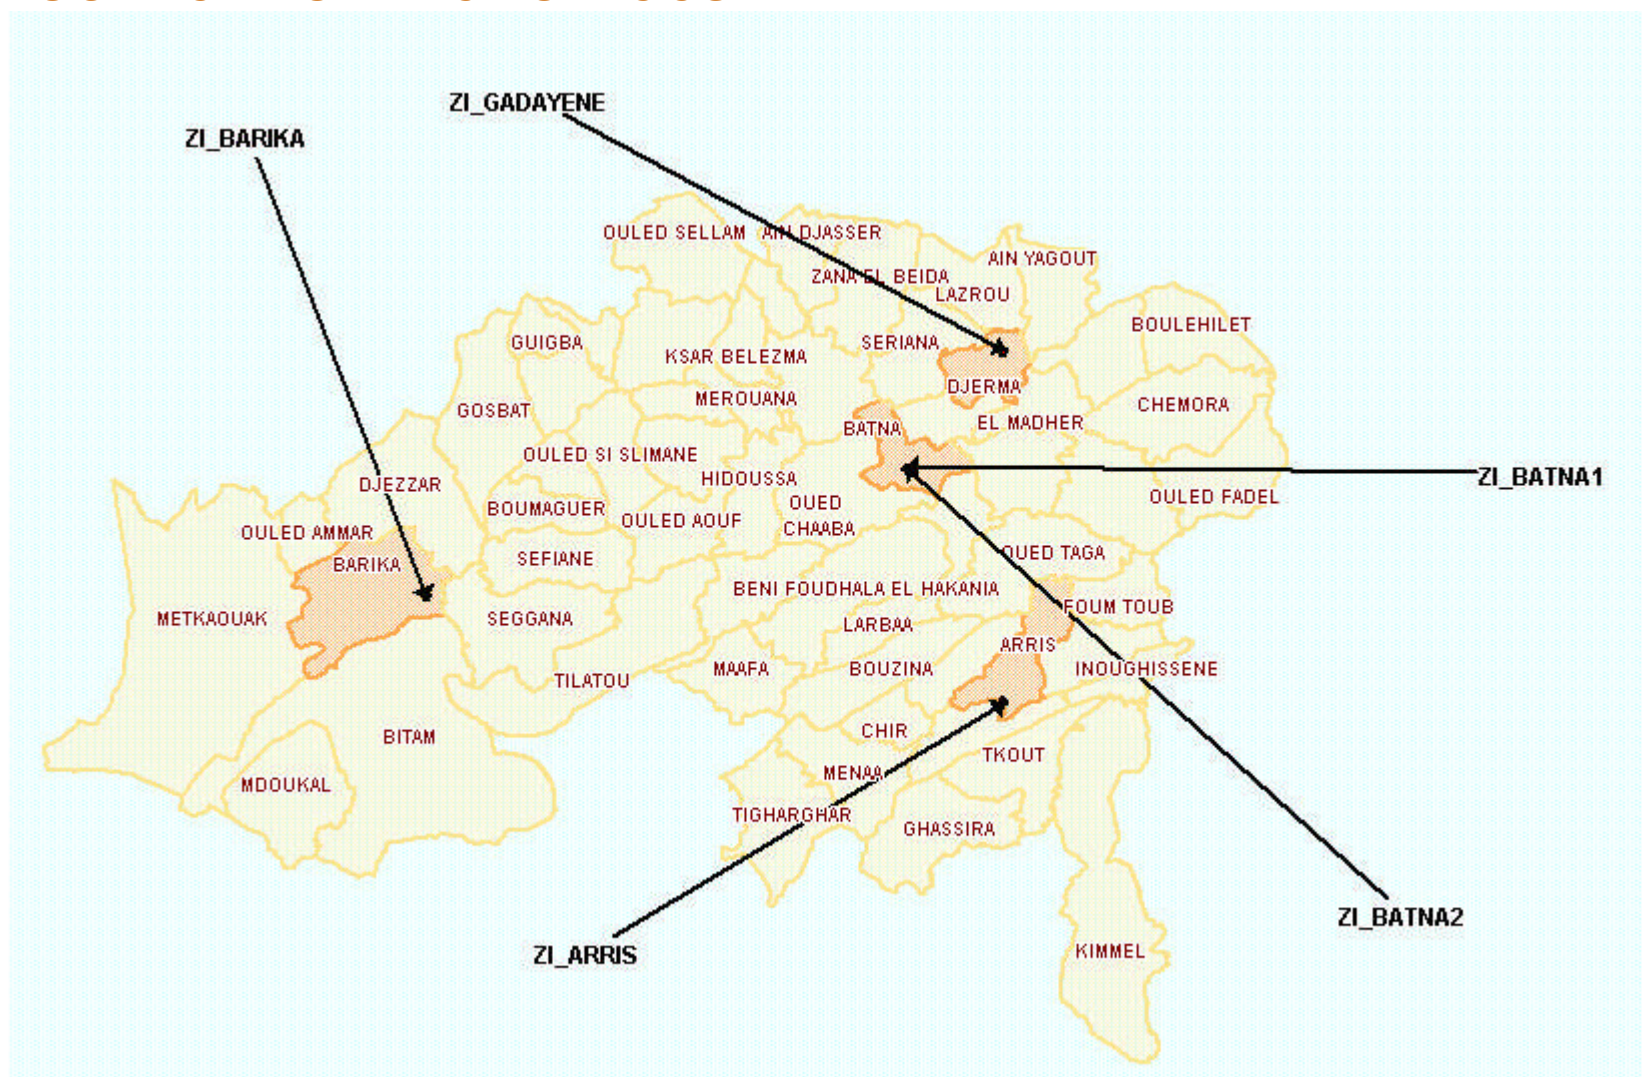 ZI_GADAYENE
ZI_BARIKA
OULED SELLAM
AIN DJASSER
AIN YAGOUT
ZANA EL BEIDA
LAZROU
BOULEHILET
GUIGBA
SERIANA
KSAR BELEZMA
DJERMA
MEROUANA
GOSBAT
CHEMORA
EL MADHER
BATNA
OULED SI SLIMANE
HIDOUSSA
ZI_BATNA1
DJEZZAR
OULED FADEL
BOUMAGUER
OULED AOUF
OUED
CHAABA
OULED AMMAR
SEFIANE
OUED TAGA
BARIKA
BENI FOUDHALA EL HAKANIA
FOUM TOUB
METKAOUAK
SEGGANA
LARBAA
ARRIS
MAAFA
BOUZINA
INOUGHISSENE
TILATOU
CHIR
BITAM
TKOUT
MENAA
MDOUKAL
TIGHARGHAR
GHASSIRA
ZI_BATNA2
ZI_ARRIS
KIMMEL